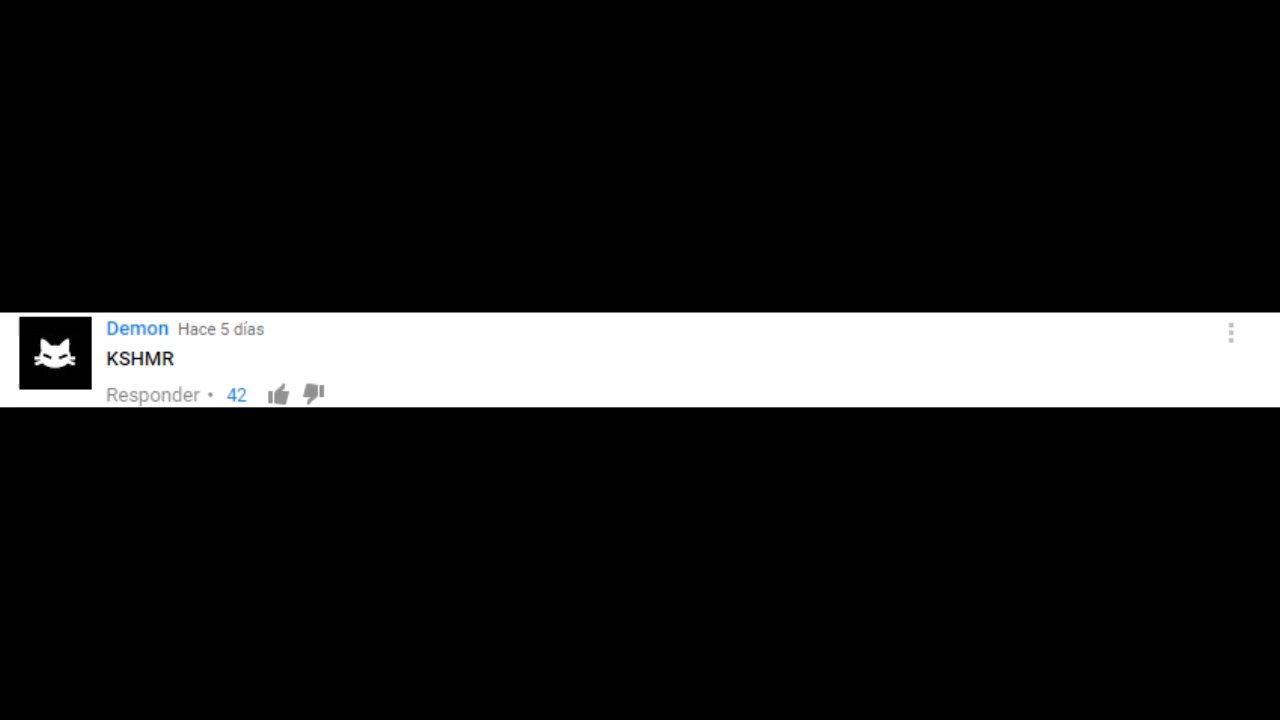 Demon Hace 5 días
KSHMR
Responder • 42